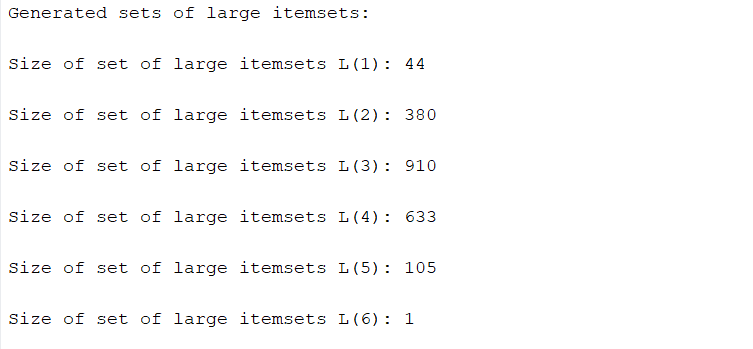 Generated sets of large itemsets:
Size of set of large itemsets L(1): 44
Size of set of large itemsets L(2): 380
Size of set of large itemsets L(3): 910
Size of set of large itemsets L(4): 633
Size of set of large itemsets L(5): 105
Size of set of large itemsets L(6): 1